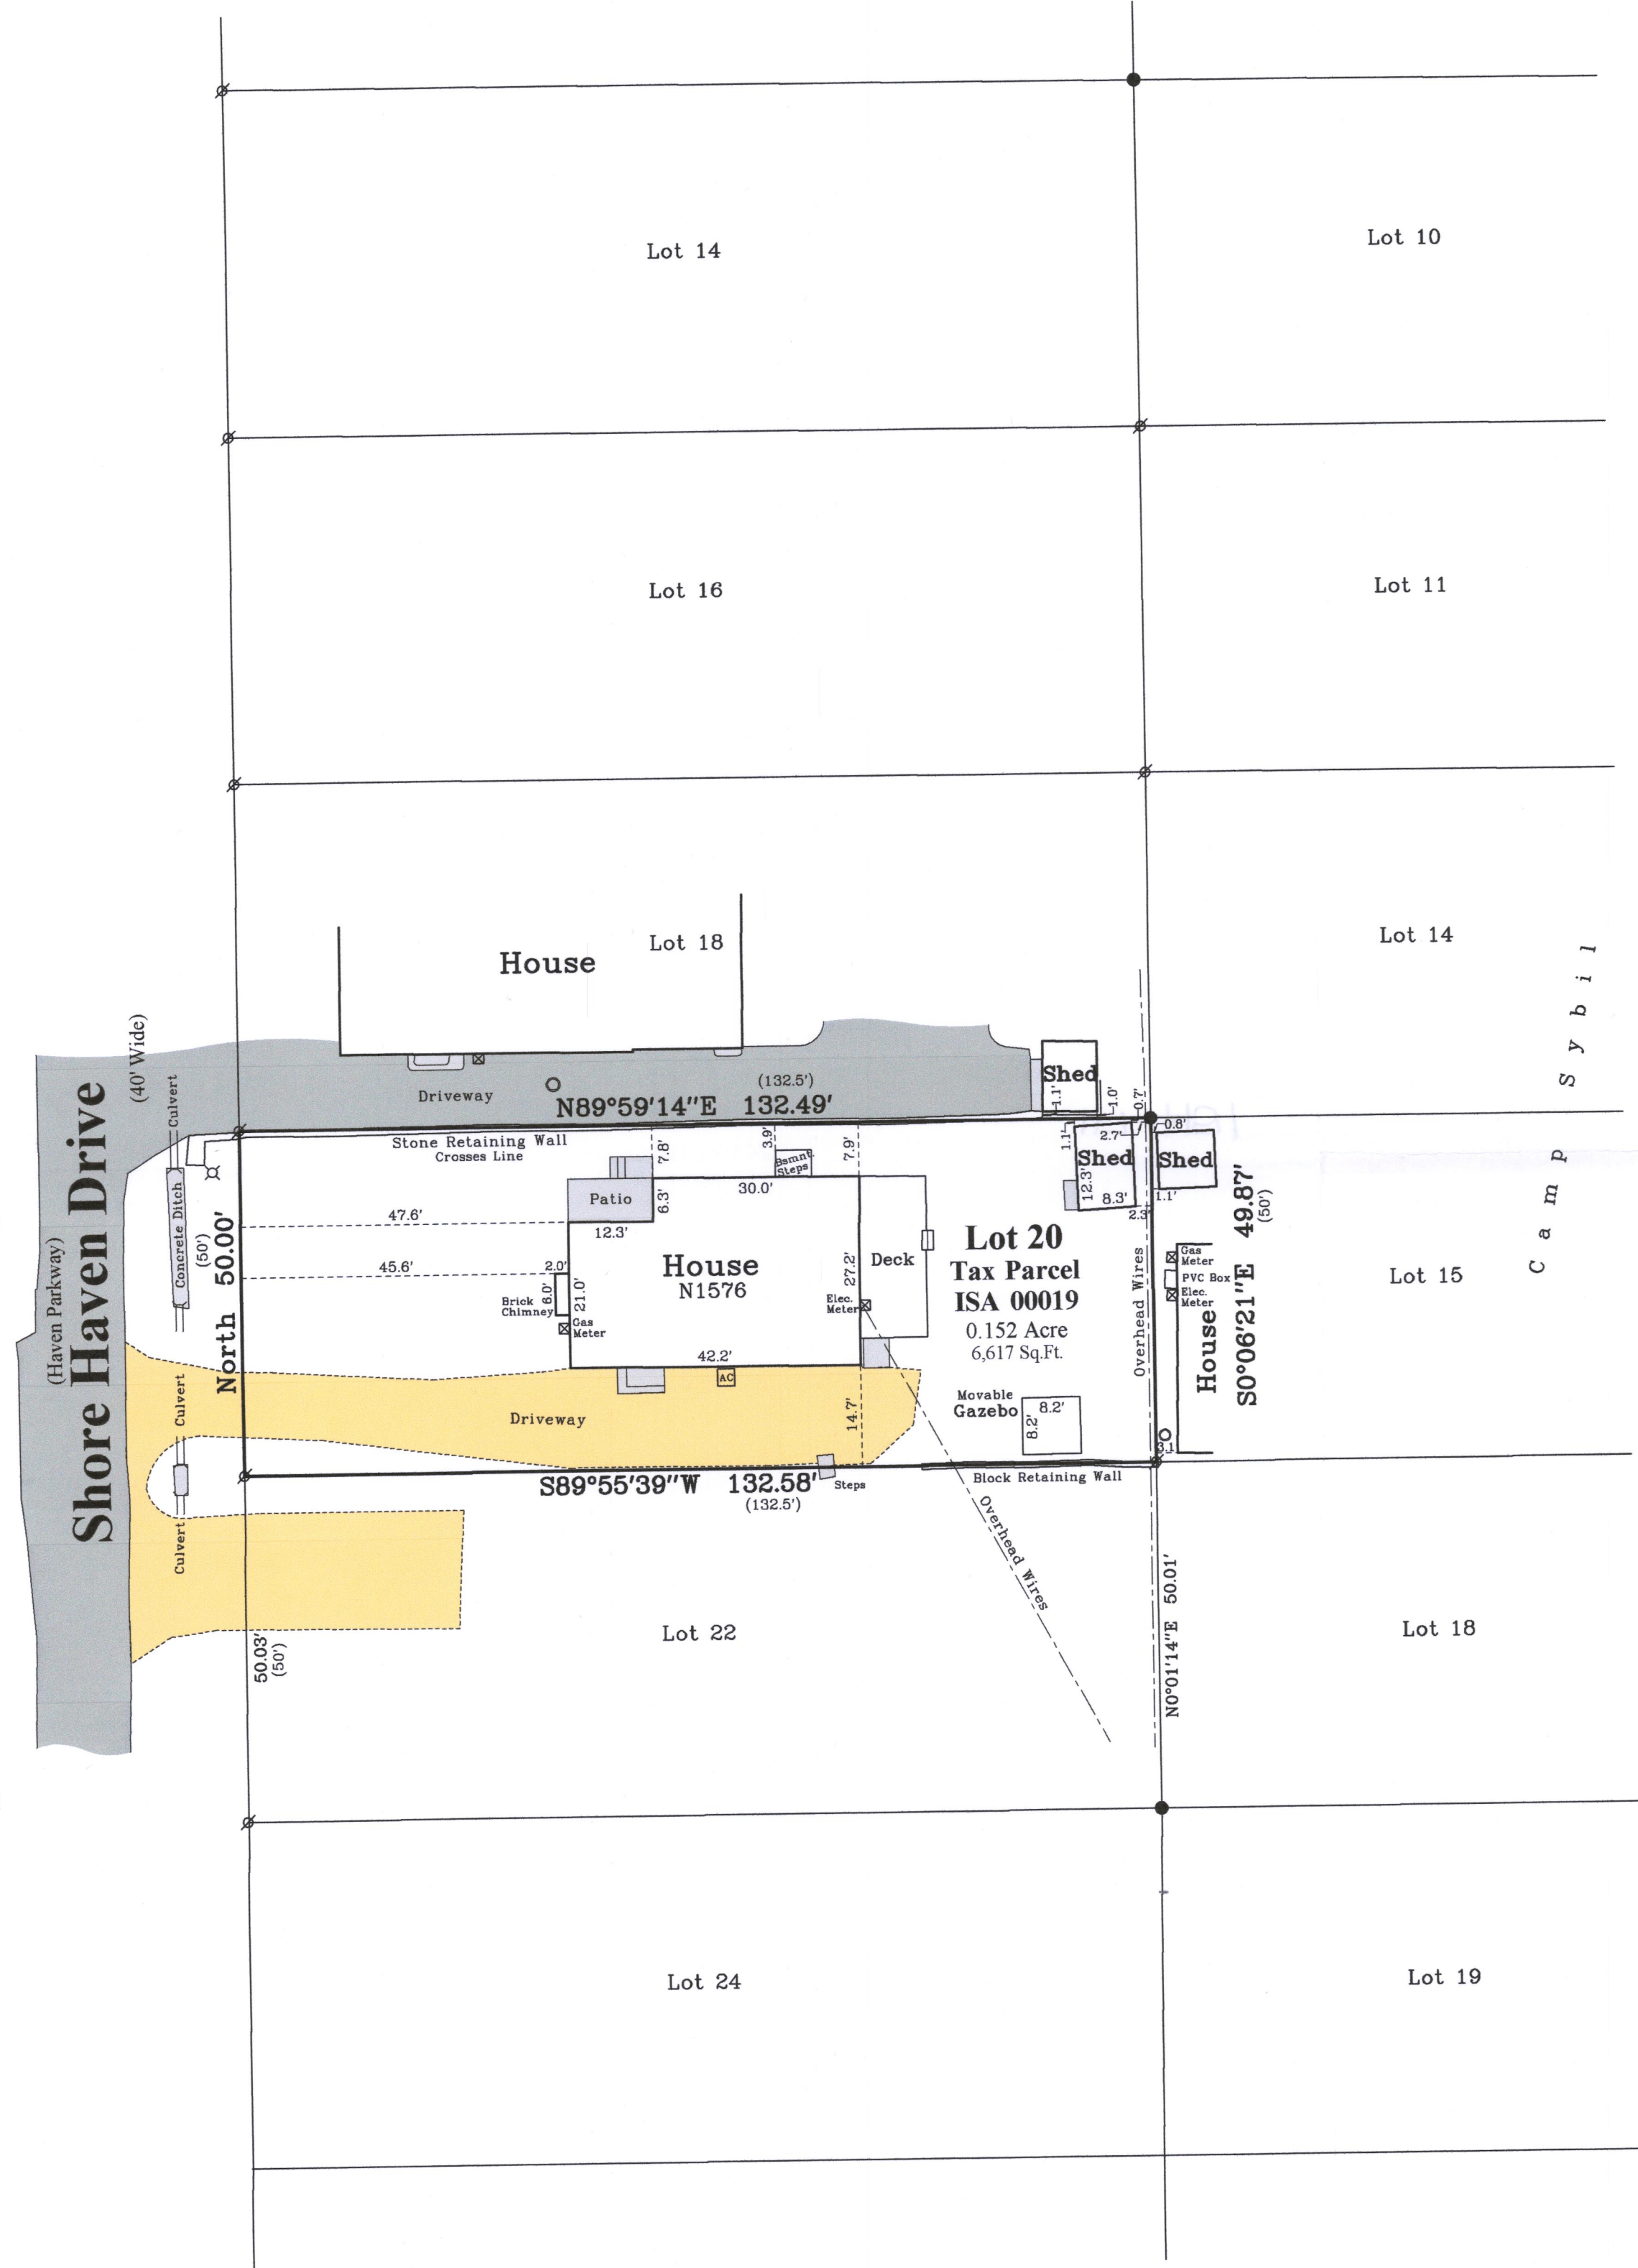 Lot 14
Lot 10
Lot 16
Lot 11
Lot 18
House
Lot 14
Camp Sybil
Shore Haven Drive
(Haven Parkway)
(40' Wide)
Culvert
Driveway
(132.5')
N89°59'14"E 132.49'
Shed
1.1'
1.0'
0.7'
Stone Retaining Wall
Crosses Line
7.8'
3.9'
7.9'
Bsmnt.
Steps
1.1'
2.7'
0.8'
Shed
12.3'
8.3'
2.3'
Shed
1.1'
Patio
6.3'
30.0'
12.3'
47.6'
45.6'
2.0'
6.0'
21.0'
Brick
Chimney
Gas
Meter
House
N1576
27.2'
Elec.
Meter
Deck
42.2'
AC
Lot 20
Tax Parcel
ISA 00019
0.152 Acre
6,617 Sq.Ft.
Overhead Wires
Gas
Meter
PVC Box
Elec.
Meter
House
S0°06'21"E 49.87'
(50')
Lot 15
Concrete Ditch
(50')
North 50.00'
Culvert
Driveway
14.7'
Movable
Gazebo
8.2'
8.2'
3.1
S89°55'39"W 132.58'
(132.5')
Steps
Block Retaining Wall
Culvert
Overhead Wires
50.03'
(50')
Lot 22
N0°01'14"E 50.01'
Lot 18
Lot 24
Lot 19